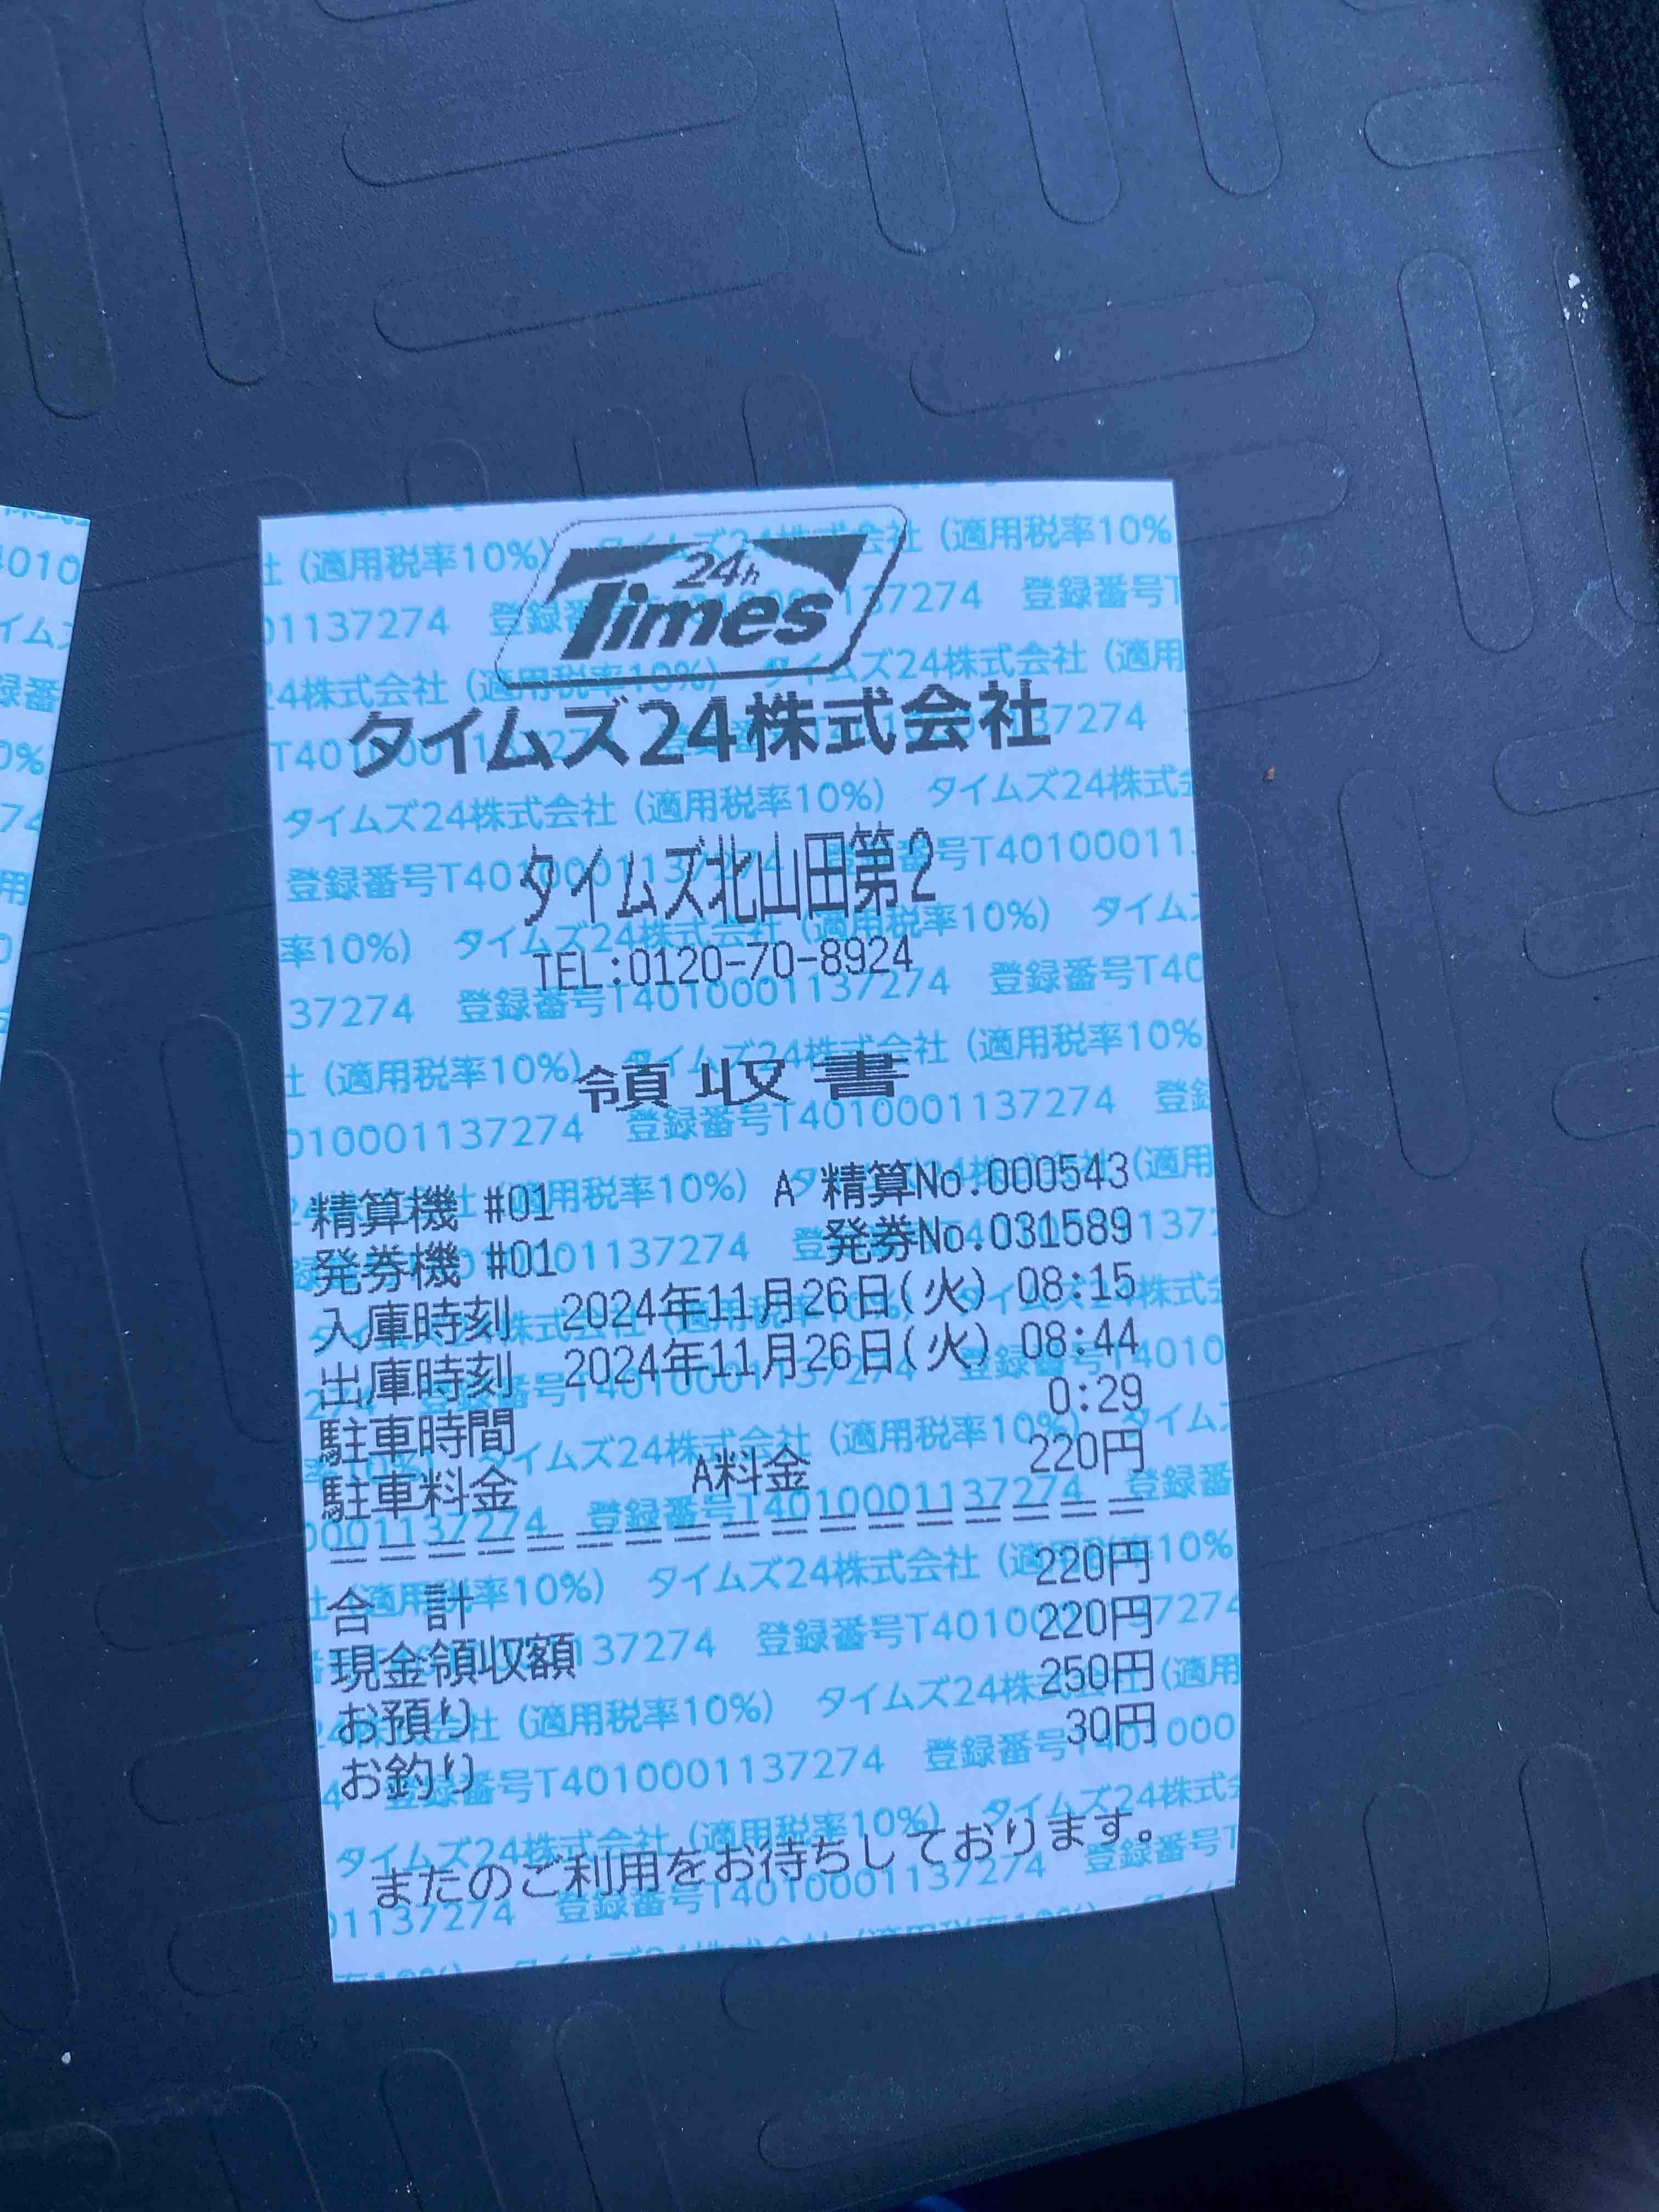 24h
Times
タイムズ24株式会社
タイムズ北山田第2
TEL:0120-70-8924
領収書
精算機 #01 A 精算No.000543
発券機 #01 発券No.031589
入庫時刻 2024年11月26日(火) 08:15
出庫時刻 2024年11月26日(火) 08:44
駐車時間 0:29
駐車料金 A料金 220円
合 計 220円
現金領収額 220円
お預り 250円
お釣り 30円
またのご利用をお待ちしております。
タイムズ24株式会社 (適用税率10%)
登録番号T4010001137274